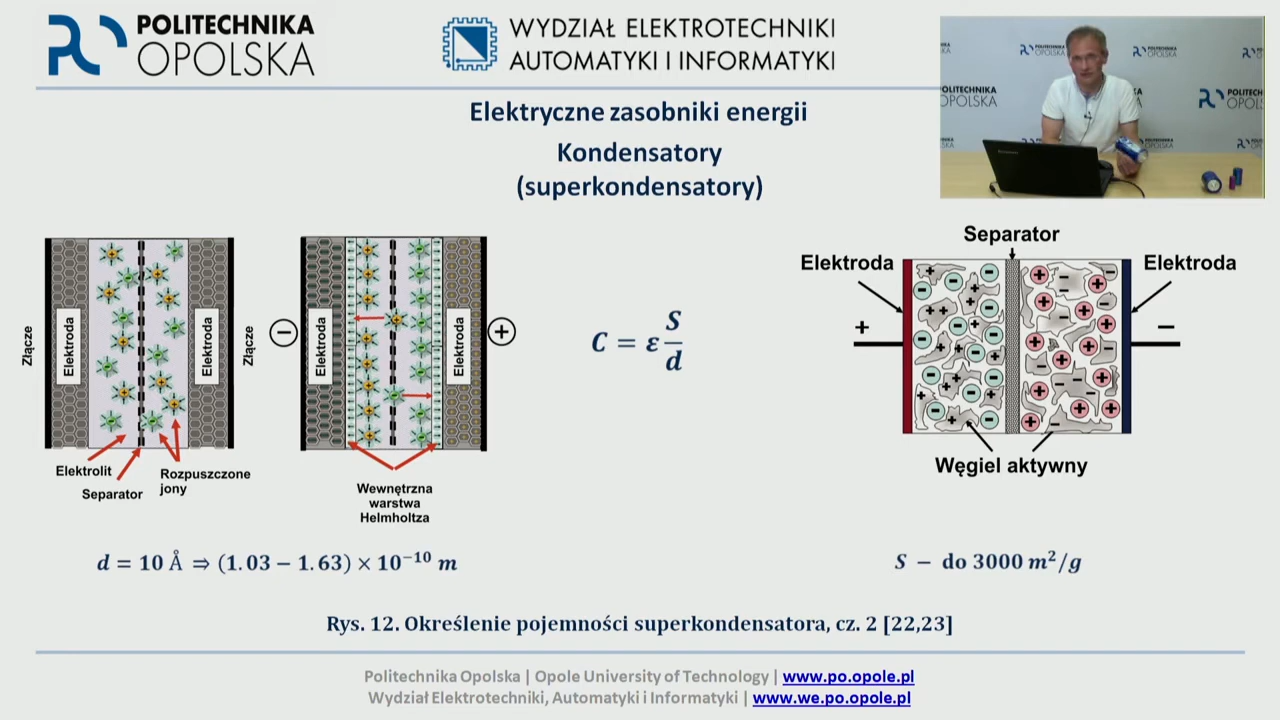 POLITECHNIKA
OPOLSKA
WYDZIAŁ ELEKTROTECHNIKI
AUTOMATYKI I INFORMATYKI
Elektryczne zasobniki energii
Kondensatory
(superkondensatory)
Złącze
Elektroda
Elektroda
Złącze
Elektrolit
Separator
Rozpuszczone
jony
−
Elektroda
Elektroda
+
Wewnętrzna
warstwa
Helmholtza
C = ε S/d
Separator
Elektroda
Elektroda
+
−
Węgiel aktywny
d = 10 Å ⇒ (1.03 − 1.63) × 10⁻¹⁰ m
S − do 3000 m²/g
Rys. 12. Określenie pojemności superkondensatora, cz. 2 [22,23]
Politechnika Opolska | Opole University of Technology | www.po.opole.pl
Wydział Elektrotechniki, Automatyki i Informatyki | www.we.po.opole.pl